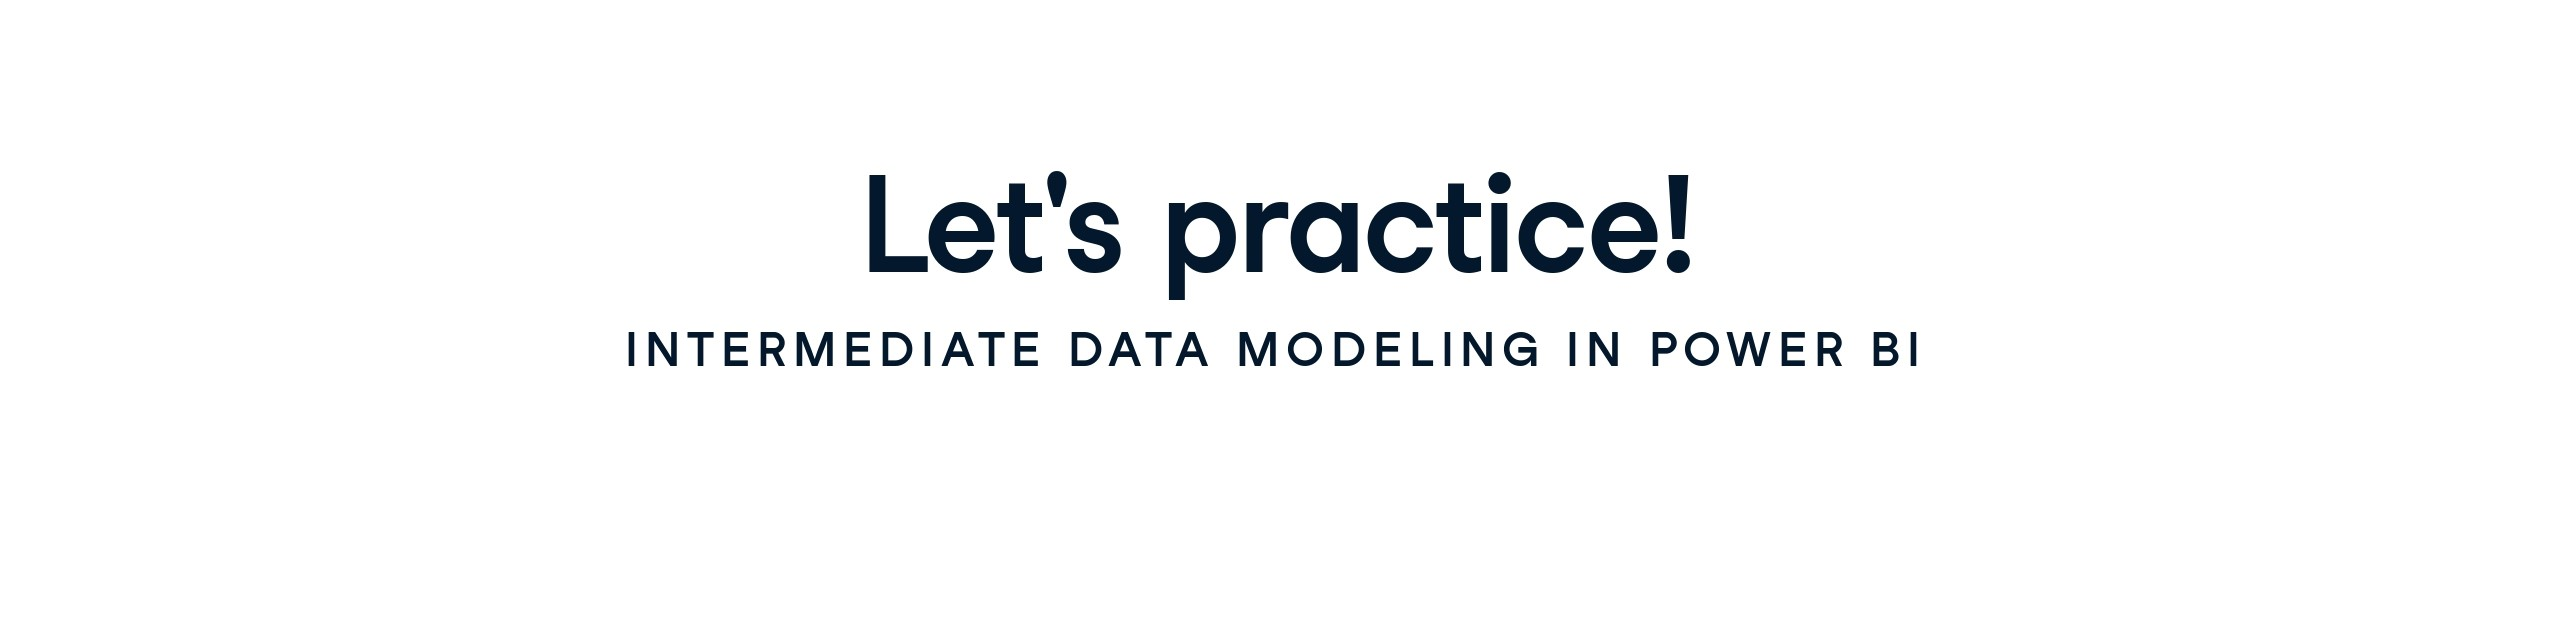 Let's practice!
INTERMEDIATE DATA MODELING IN POWER BI